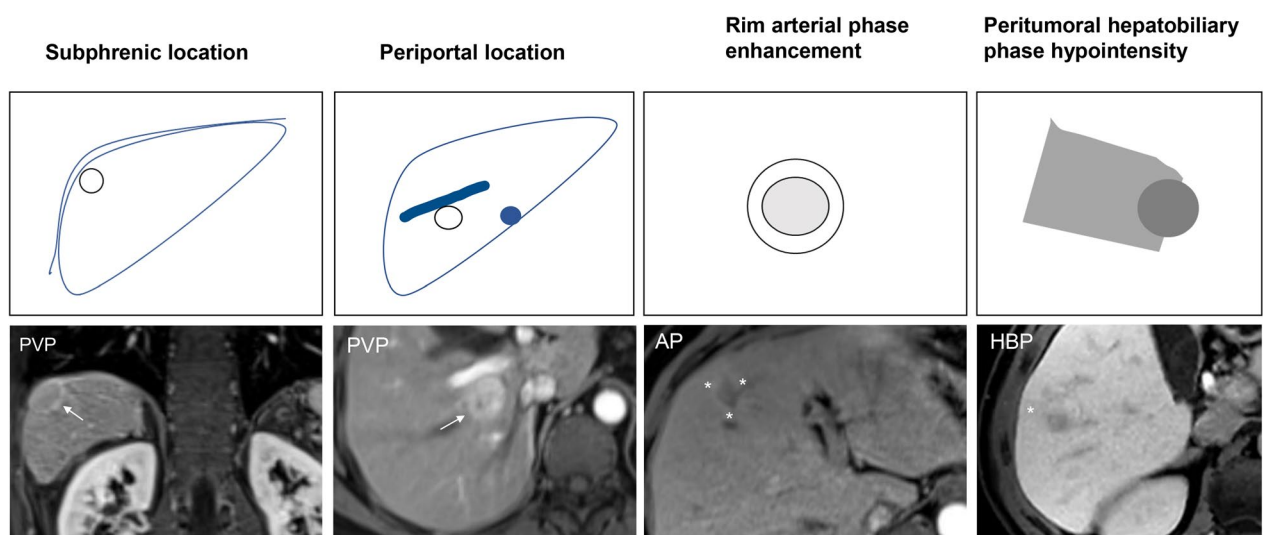 Subphrenic location
Periportal location
Rim arterial phase
enhancement
Peritumoral hepatobiliary
phase hypointensity
PVP
PVP
AP
HBP
*
*
*
*